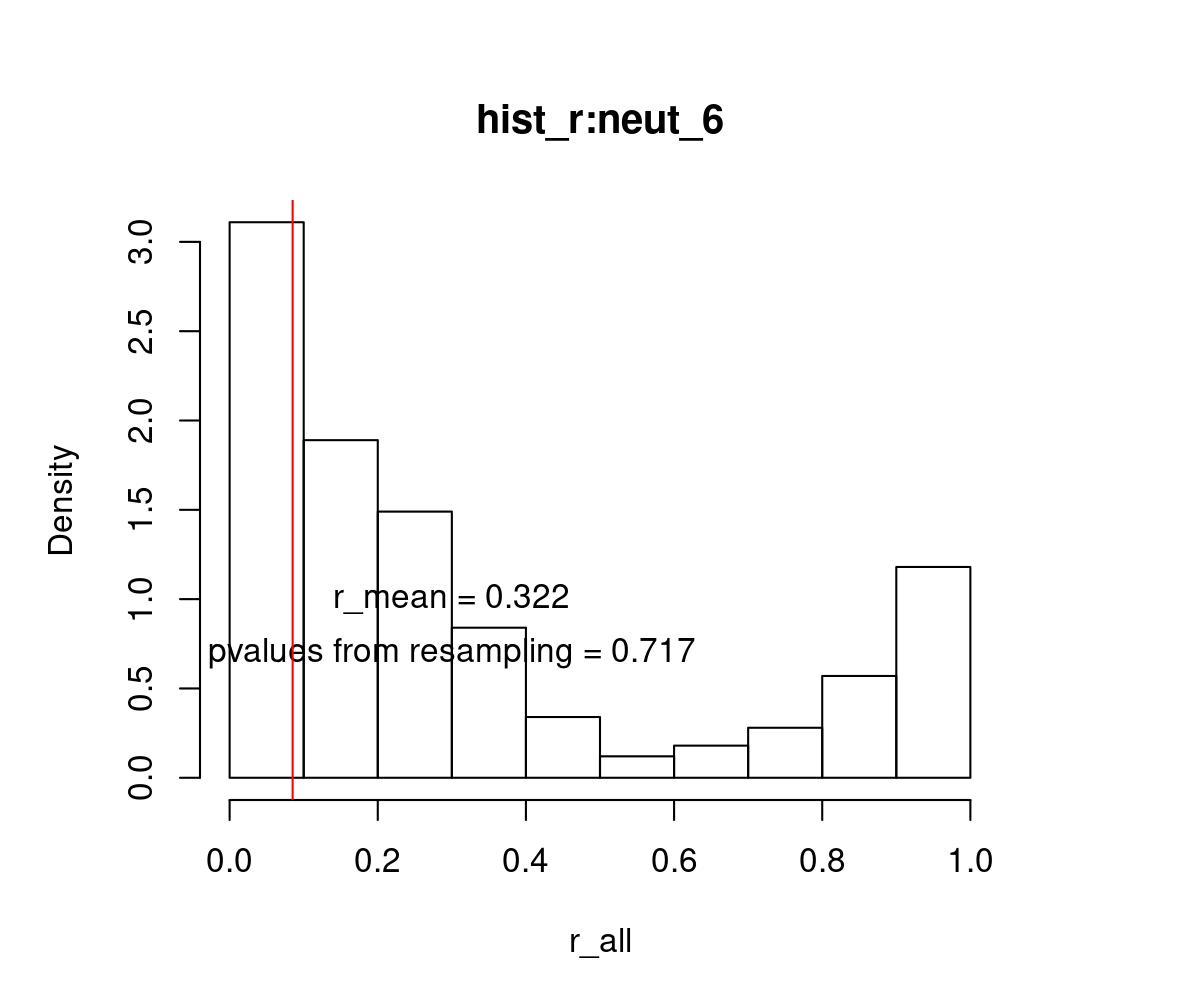 hist_r:neut_6
3.0
2.5
2.0
1.5
1.0
0.5
0.0
Density
r_mean = 0.322
pvalues from resampling = 0.717
0.0 0.2 0.4 0.6 0.8 1.0
r_all